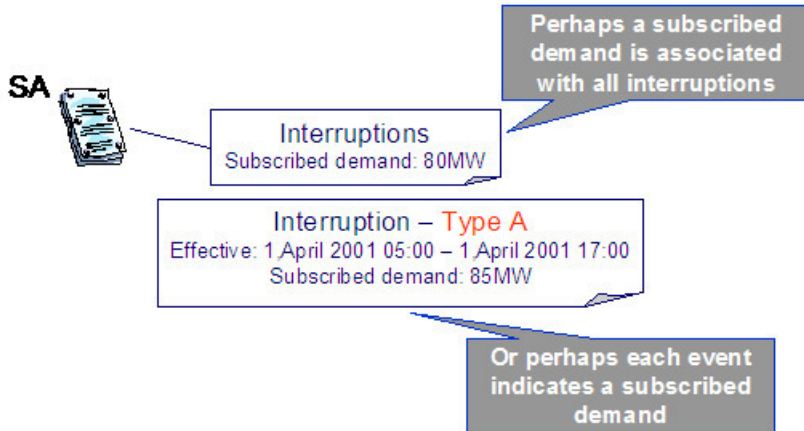 Perhaps a subscribed
demand is associated
with all interruptions
SA
Interruptions
Subscribed demand: 80MW
Interruption – Type A
Effective: 1,April 2001 05:00 – 1,April 2001 17:00
Subscribed demand: 85MW
Or perhaps each event
indicates a subscribed
demand